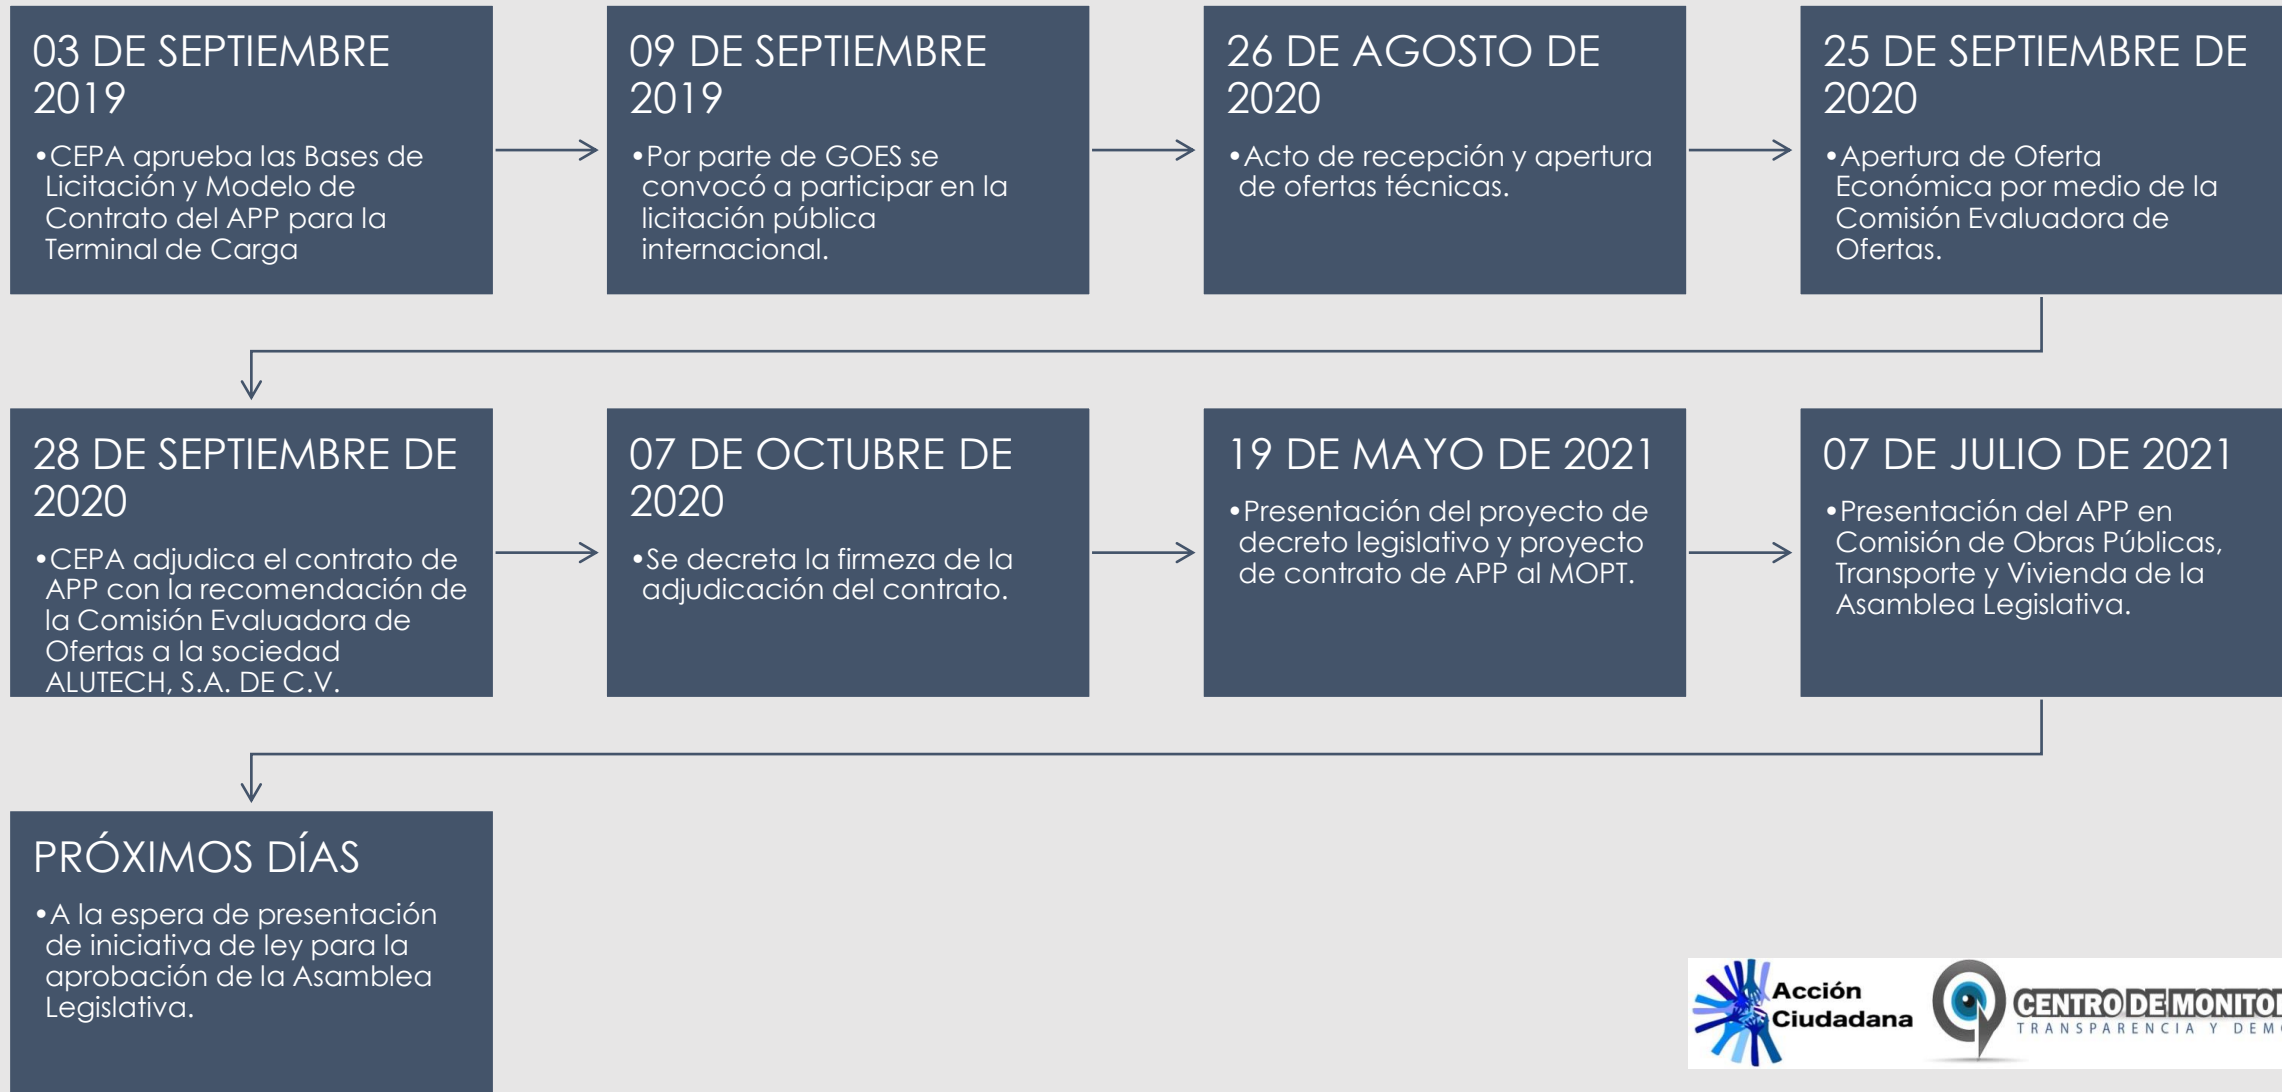 03 DE SEPTIEMBRE
2019
•CEPA aprueba las Bases de
Licitación y Modelo de
Contrato del APP para la
Terminal de Carga
09 DE SEPTIEMBRE
2019
•Por parte de GOES se
convocó a participar en la
licitación pública
internacional.
26 DE AGOSTO DE
2020
•Acto de recepción y apertura
de ofertas técnicas.
25 DE SEPTIEMBRE DE
2020
•Apertura de Oferta
Económica por medio de la
Comisión Evaluadora de
Ofertas.
28 DE SEPTIEMBRE DE
2020
•CEPA adjudica el contrato de
APP con la recomendación de
la Comisión Evaluadora de
Ofertas a la sociedad
ALUTECH, S.A. DE C.V.
07 DE OCTUBRE DE
2020
•Se decreta la firmeza de la
adjudicación del contrato.
19 DE MAYO DE 2021
•Presentación del proyecto de
decreto legislativo y proyecto
de contrato de APP al MOPT.
07 DE JULIO DE 2021
•Presentación del APP en
Comisión de Obras Públicas,
Transporte y Vivienda de la
Asamblea Legislativa.
PRÓXIMOS DÍAS
•A la espera de presentación
de iniciativa de ley para la
aprobación de la Asamblea
Legislativa.
Acción
Ciudadana
CENTRO DE
TRANSPARENCIA Y